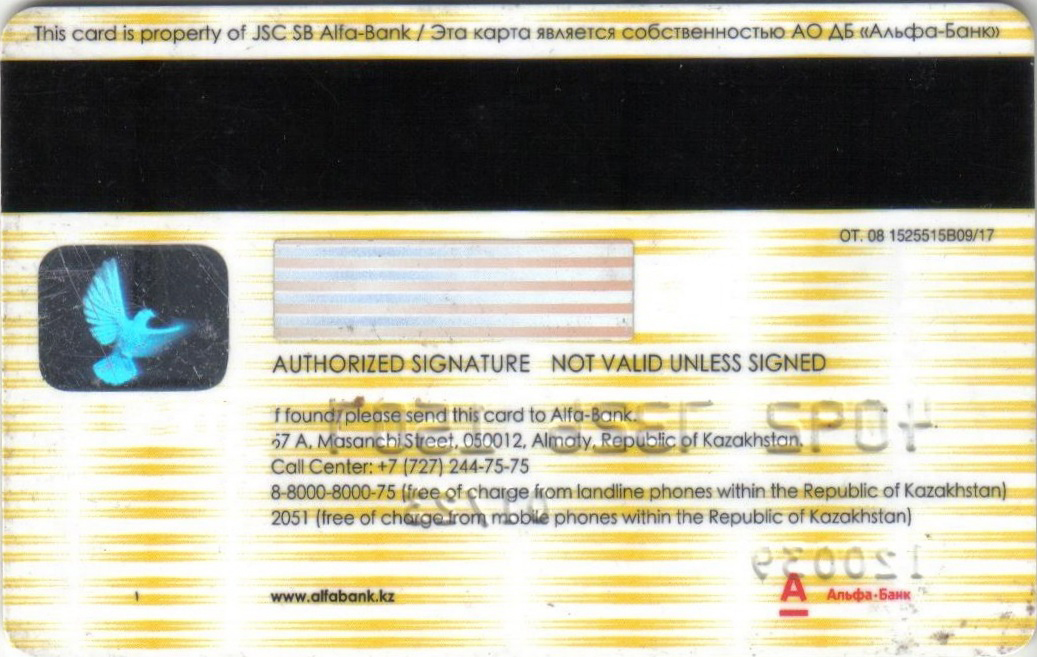 This card is property of JSC SB Alfa-Bank / Эта карта является собственностью АО ДБ «Альфа-Банк»
OT. 08 1525515B09/17
AUTHORIZED SIGNATURE NOT VALID UNLESS SIGNED
f found/please send this card to Alfa-Bank.
57 A, Masanchi Street, 050012, Almaty, Republic of Kazakhstan.
Call Center: +7 (727) 244-75-75
8-8000-8000-75 (free of charge from landline phones within the Republic of Kazakhstan)
2051 (free of charge from mobile phones within the Republic of Kazakhstan)
www.alfabank.kz
А Альфа·Банк